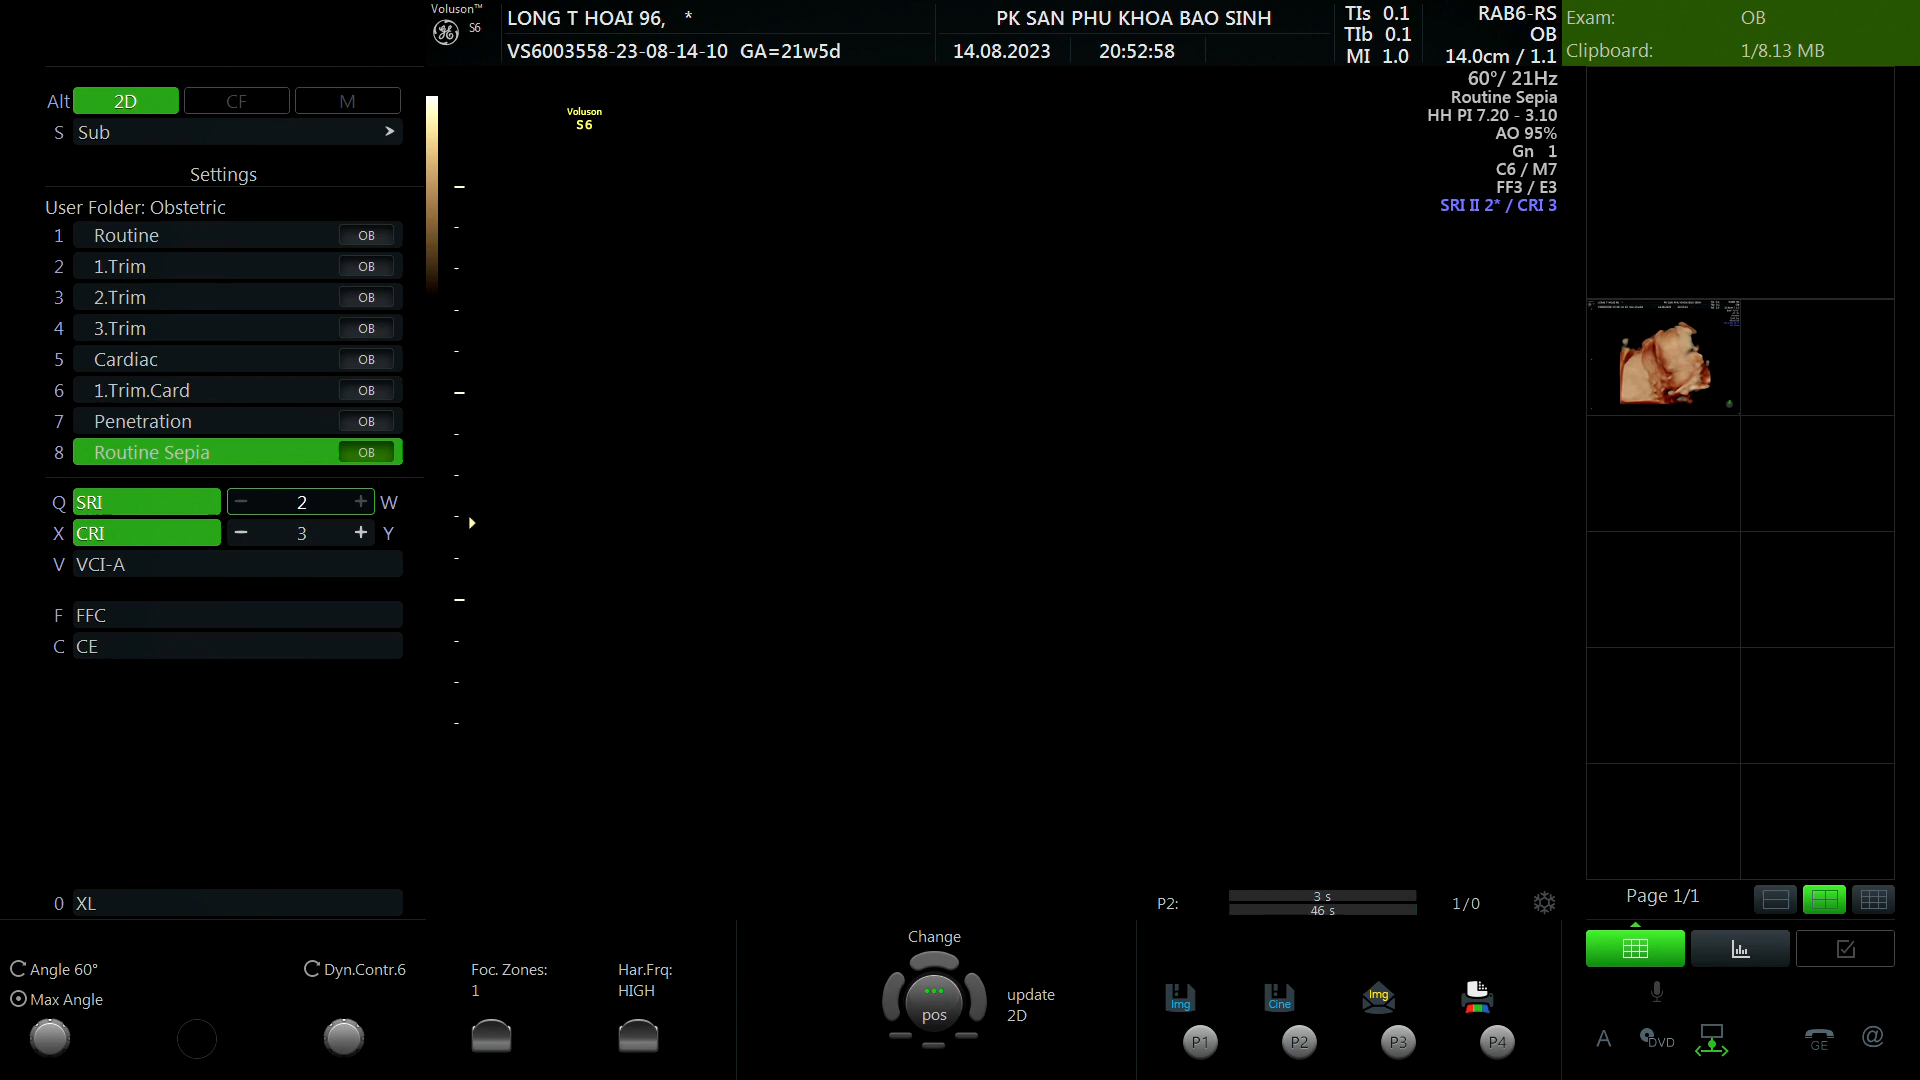 Voluson™
S6
LONG T HOAI 96, *
VS6003558-23-08-14-10 GA=21w5d
PK SAN PHU KHOA BAO SINH
14.08.2023 20:52:58
TIs 0.1
TIb 0.1
MI 1.0
RAB6-RS
OB
14.0cm / 1.1
60°/ 21Hz
Routine Sepia
HH PI 7.20 - 3.10
AO 95%
Gn 1
C6 / M7
FF3 / E3
SRI II 2* / CRI 3
Exam: OB
Clipboard: 1/8.13 MB
Alt 2D CF M
S Sub >
Settings
User Folder: Obstetric
1 Routine OB
2 1.Trim OB
3 2.Trim OB
4 3.Trim OB
5 Cardiac OB
6 1.Trim.Card OB
7 Penetration OB
8 Routine Sepia OB
Q SRI − 2 + W
X CRI − 3 + Y
V VCI-A
F FFC
C CE
0 XL
Voluson
S6
P2: 3 s 1/0
46 s
Page 1/1
Angle 60°
Max Angle
Dyn.Contr.6
Foc. Zones:
1
Har.Frq:
HIGH
Change
pos
update
2D
Img Cine Img
P1 P2 P3 P4
A DVD GE @